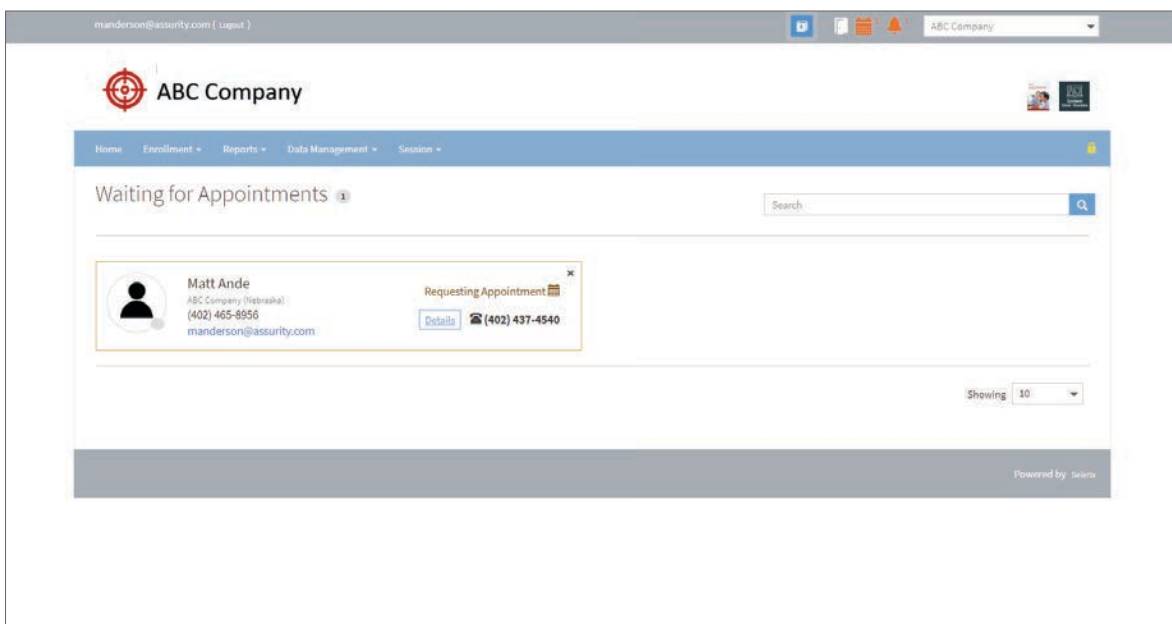 manderson@assurity.com ( Logout )
ABC Company
ABC Company
Home Enrollment Reports Data Management Session
Waiting for Appointments 1
Search
Matt Ande
ABC Company (Nebraska)
(402) 465-8956
manderson@assurity.com
Requesting Appointment
Details (402) 437-4540
Showing 10
Powered by Selerix